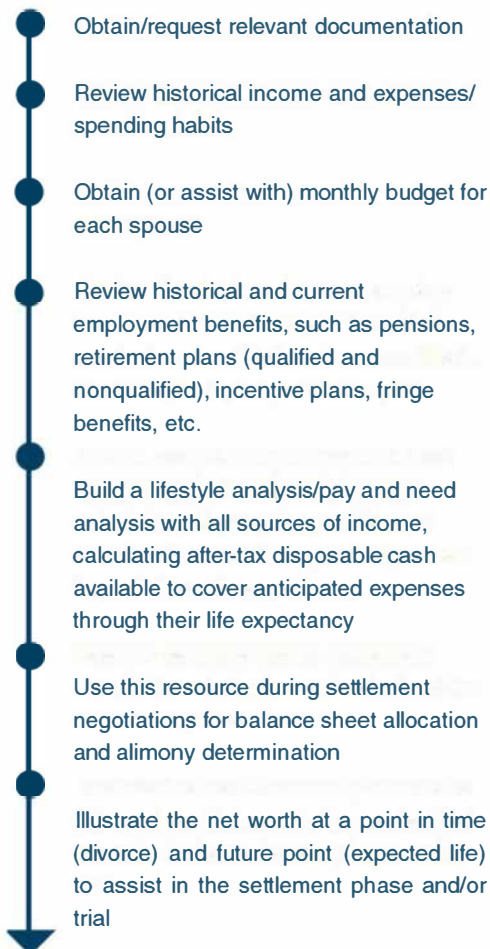 Obtain/request relevant documentation
Review historical income and expenses/
spending habits
Obtain (or assist with) monthly budget for
each spouse
Review historical and current
employment benefits, such as pensions,
retirement plans (qualified and
nonqualified), incentive plans, fringe
benefits, etc.
Build a lifestyle analysis/pay and need
analysis with all sources of income,
calculating after-tax disposable cash
available to cover anticipated expenses
through their life expectancy
Use this resource during settlement
negotiations for balance sheet allocation
and alimony determination
Illustrate the net worth at a point in time
(divorce) and future point (expected life)
to assist in the settlement phase and/or
trial